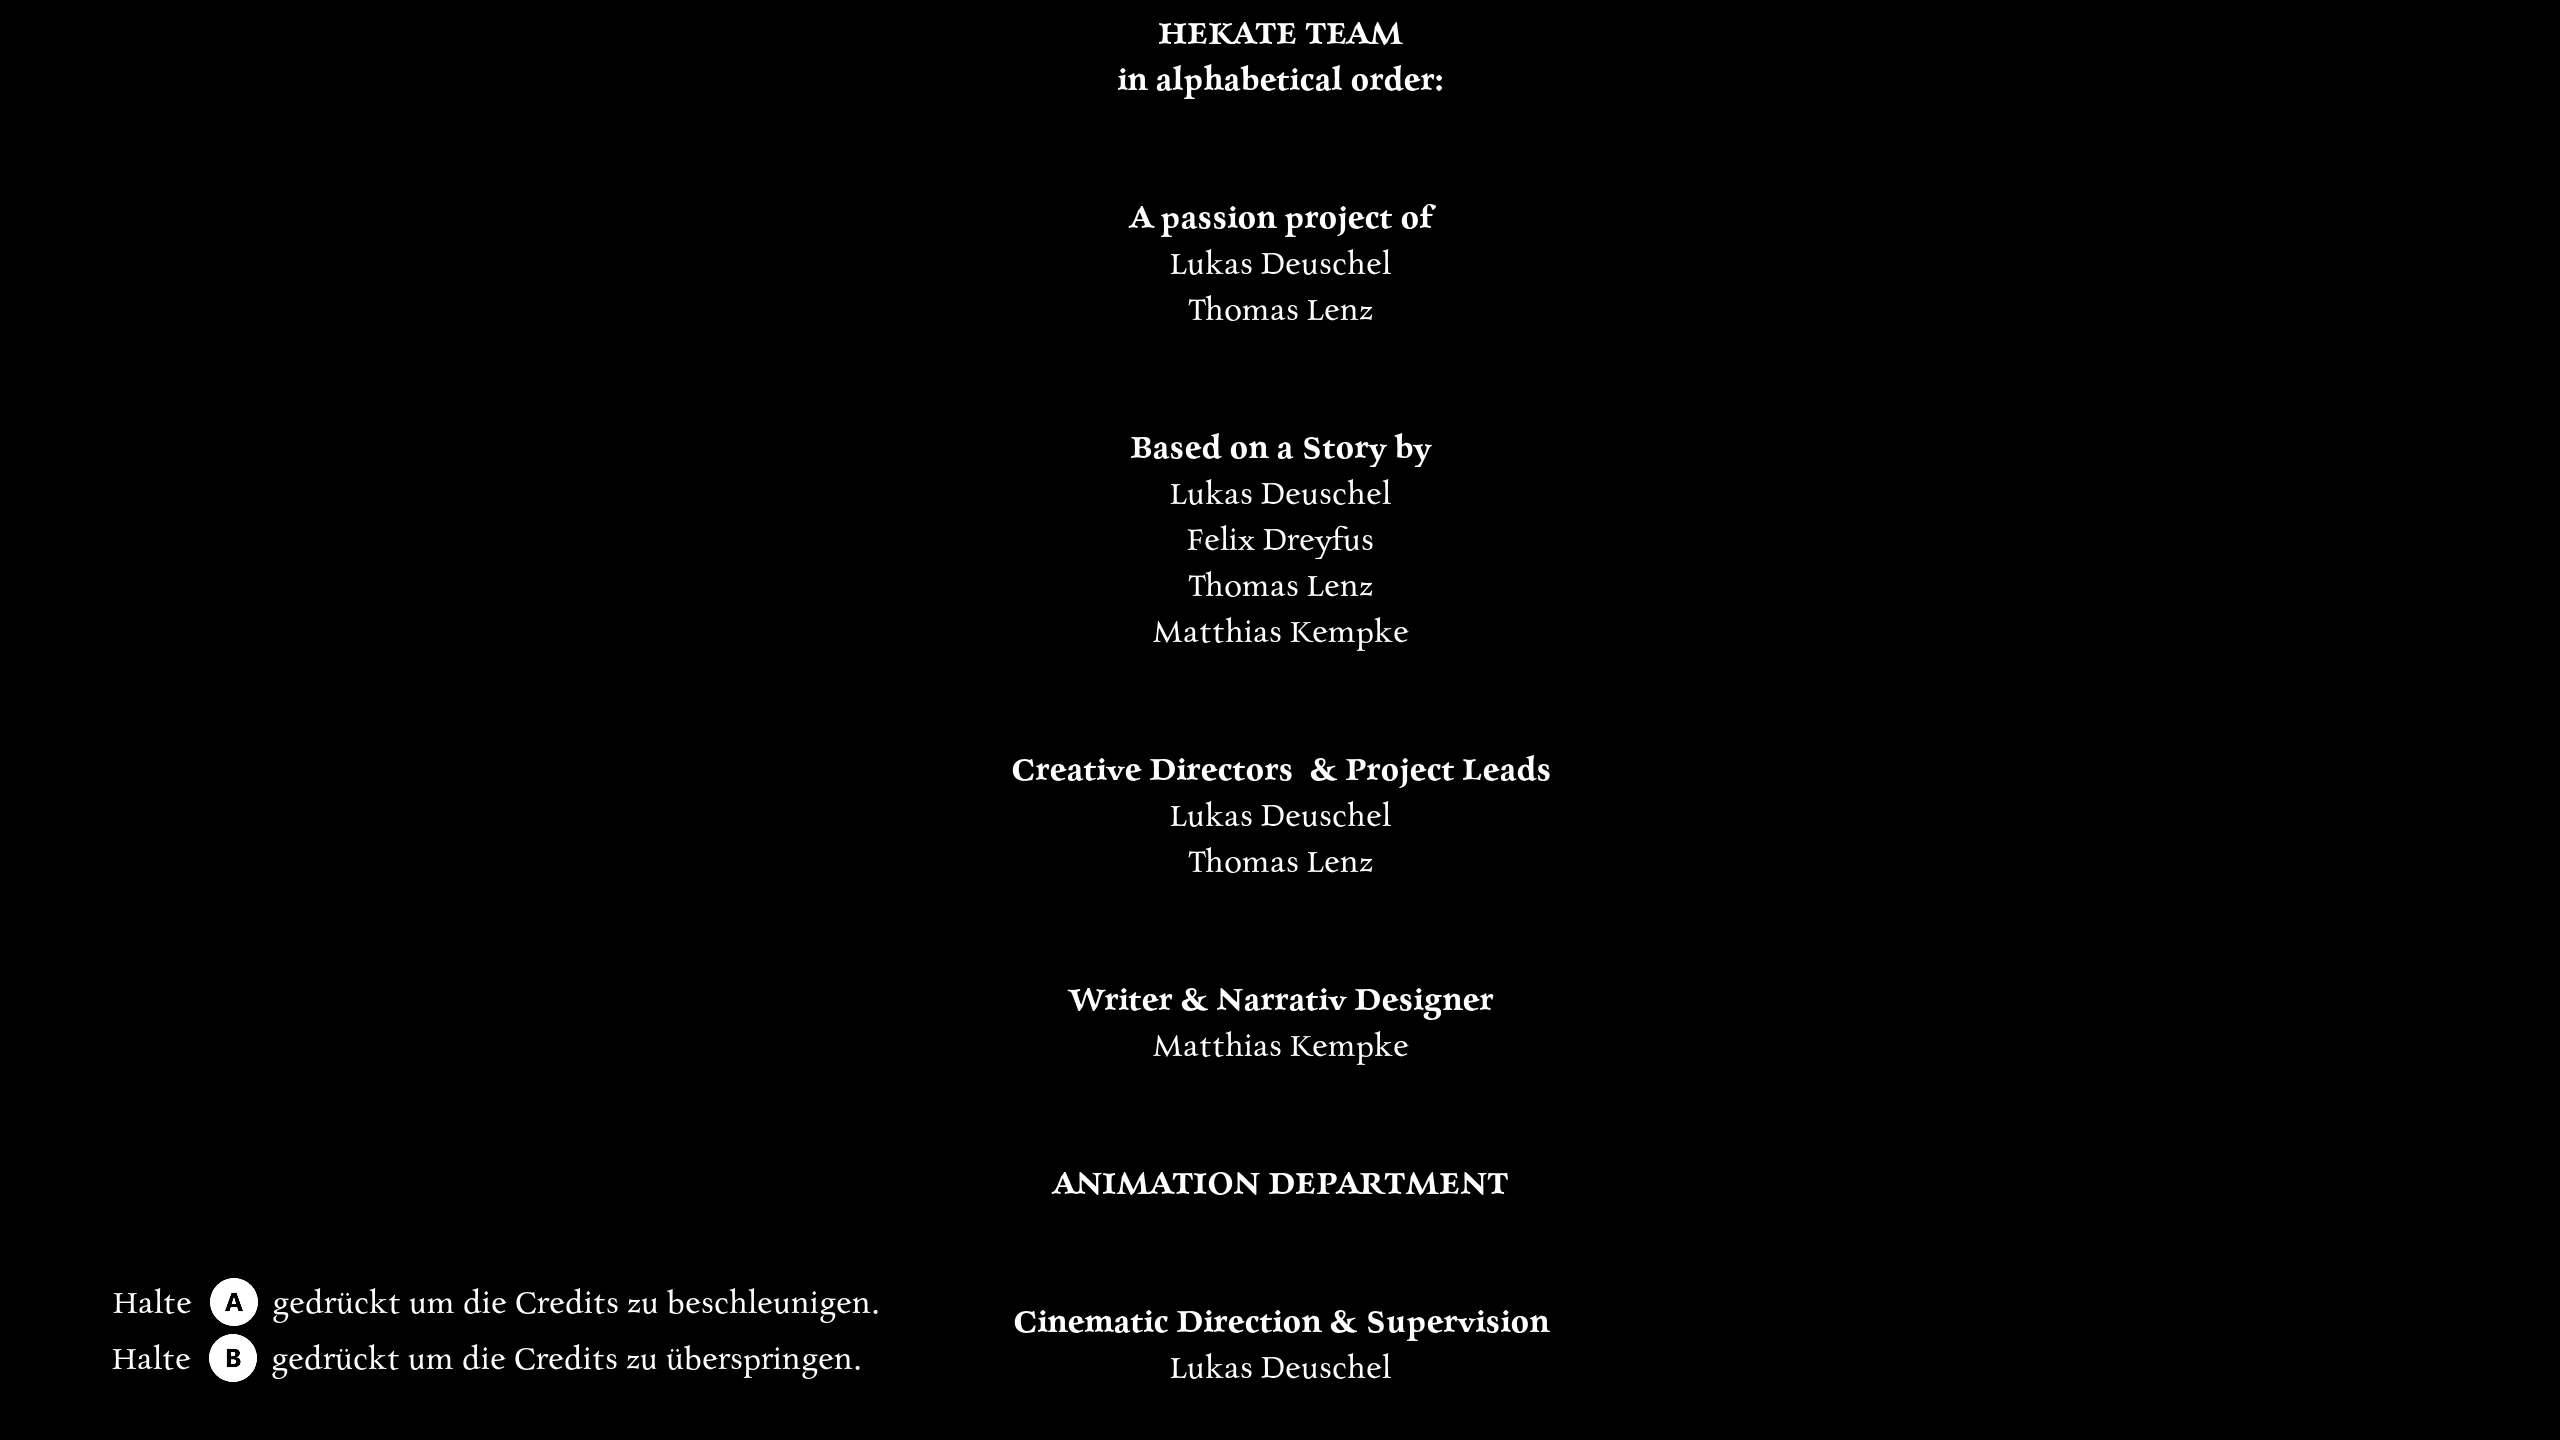 HEKATE TEAM
in alphabetical order:
A passion project of
Lukas Deuschel
Thomas Lenz
Based on a Story by
Lukas Deuschel
Felix Dreyfus
Thomas Lenz
Matthias Kempke
Creative Directors  & Project Leads
Lukas Deuschel
Thomas Lenz
Writer & Narrativ Designer
Matthias Kempke
ANIMATION DEPARTMENT
Cinematic Direction & Supervision
Lukas Deuschel
Halte A gedrückt um die Credits zu beschleunigen.
Halte B gedrückt um die Credits zu überspringen.